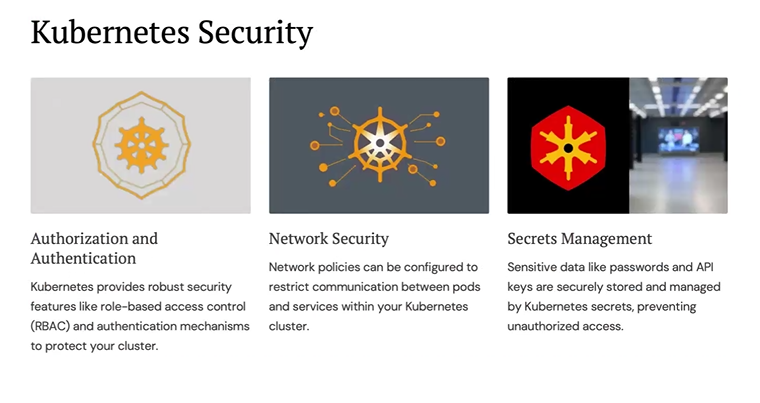 Kubernetes Security
Authorization and
Authentication
Kubernetes provides robust security
features like role-based access control
(RBAC) and authentication mechanisms
to protect your cluster.
Network Security
Network policies can be configured to
restrict communication between pods
and services within your Kubernetes
cluster.
Secrets Management
Sensitive data like passwords and API
keys are securely stored and managed
by Kubernetes secrets, preventing
unauthorized access.